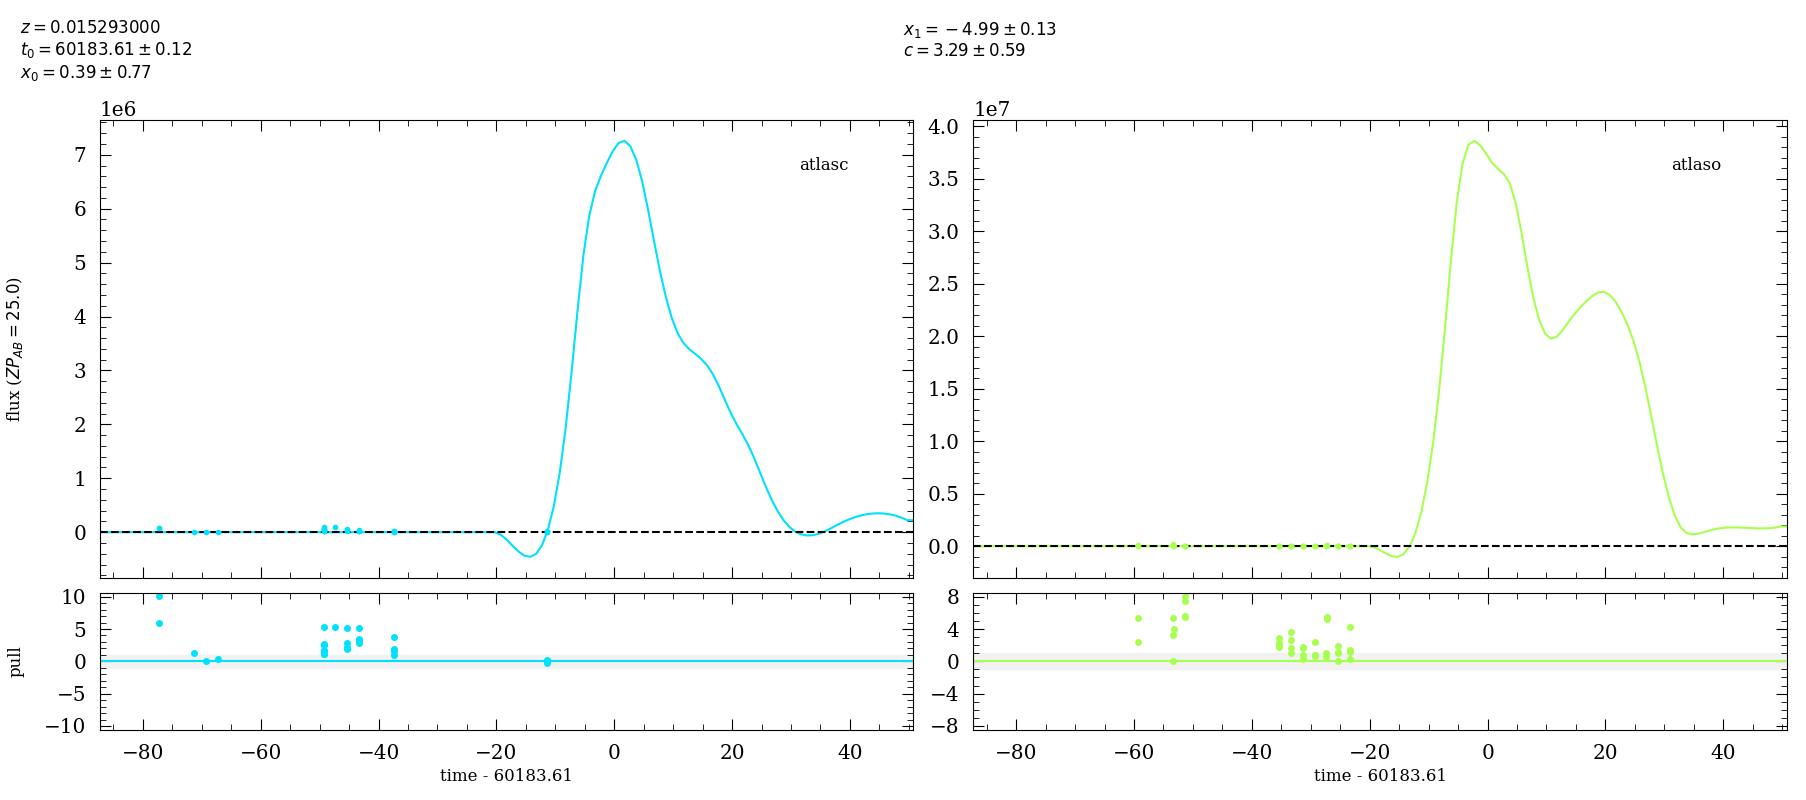 z = 0.015293000
t0 = 60183.61 ± 0.12
x0 = 0.39 ± 0.77
x1 = −4.99 ± 0.13
c = 3.29 ± 0.59
1e6
atlasc
7
6
5
4
3
2
1
0
flux (ZPAB = 25.0)
1e7
atlaso
4.0
3.5
3.0
2.5
2.0
1.5
1.0
0.5
0.0
10
5
0
−5
−10
pull
−80 −60 −40 −20 0 20 40
time - 60183.61
8
4
0
−4
−8
−80 −60 −40 −20 0 20 40
time - 60183.61